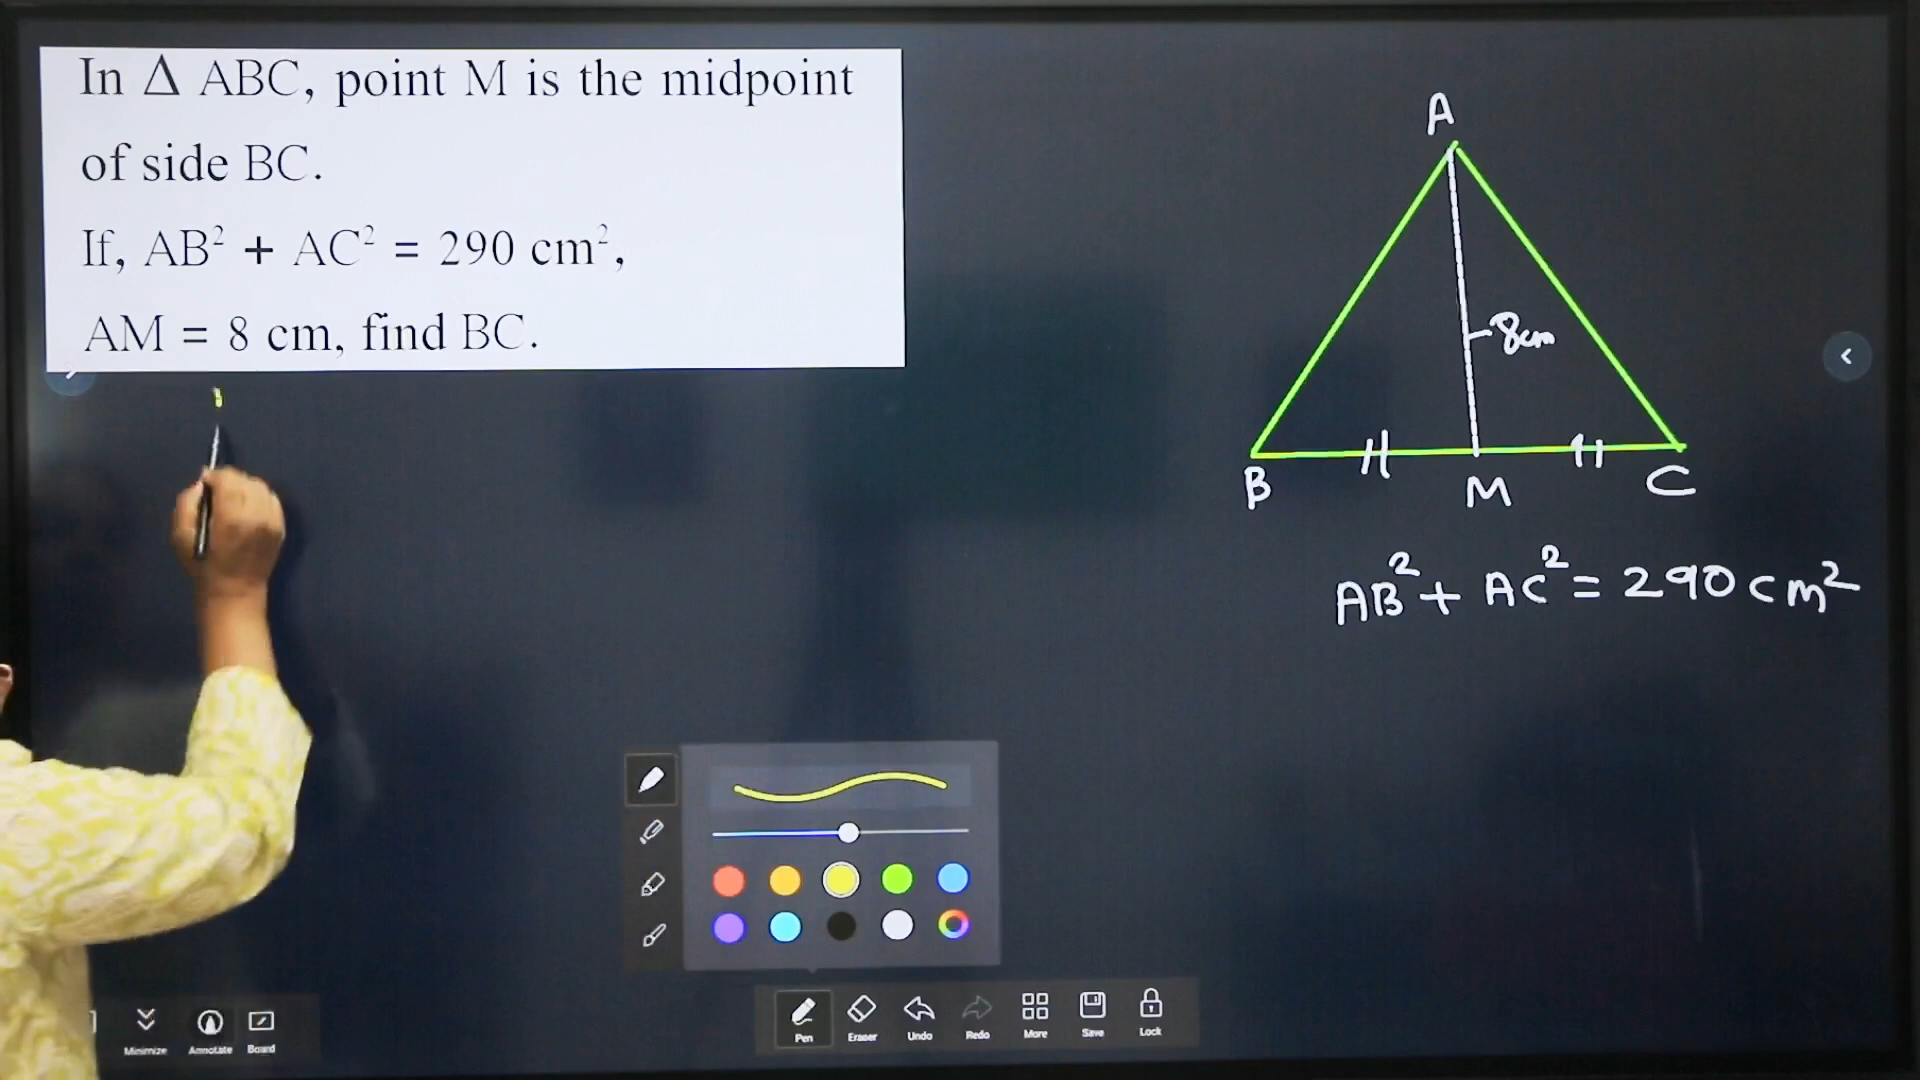 In Δ ABC, point M is the midpoint
of side BC.
If, AB² + AC² = 290 cm²,
AM = 8 cm, find BC.
A
8cm
B M C
AB² + AC² = 290 cm²
Minimize Annotate Board
Pen Eraser Undo Redo More Save Lock